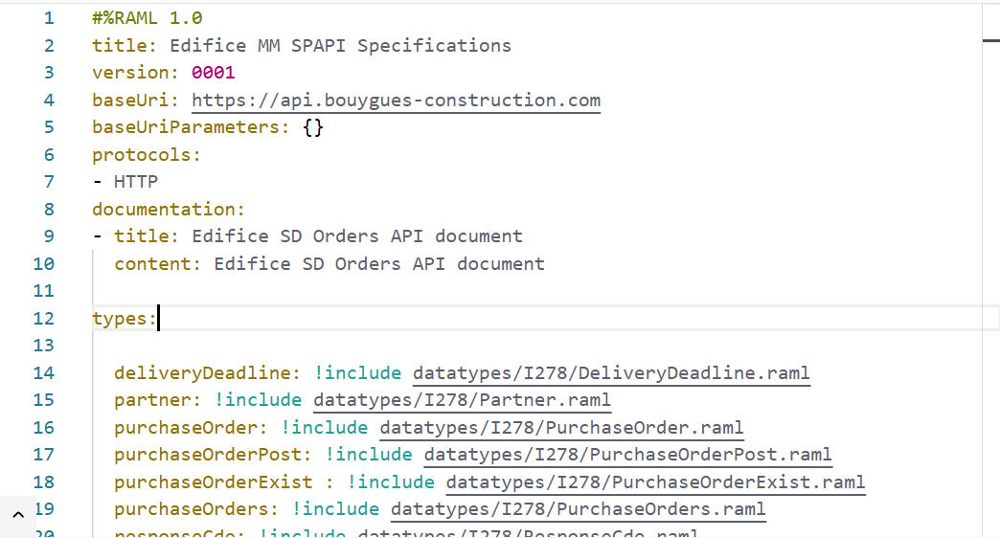 1 #%RAML 1.0
2 title: Edifice MM SPAPI Specifications
3 version: 0001
4 baseUri: https://api.bouygues-construction.com
5 baseUriParameters: {}
6 protocols:
7 - HTTP
8 documentation:
9 - title: Edifice SD Orders API document
10 content: Edifice SD Orders API document
11
12 types:
13
14 deliveryDeadline: !include datatypes/I278/DeliveryDeadline.raml
15 partner: !include datatypes/I278/Partner.raml
16 purchaseOrder: !include datatypes/I278/PurchaseOrder.raml
17 purchaseOrderPost: !include datatypes/I278/PurchaseOrderPost.raml
18 purchaseOrderExist : !include datatypes/I278/PurchaseOrderExist.raml
19 purchaseOrders: !include datatypes/I278/PurchaseOrders.raml
20 responseCde: !include datatypes/I278/ResponseCde.raml